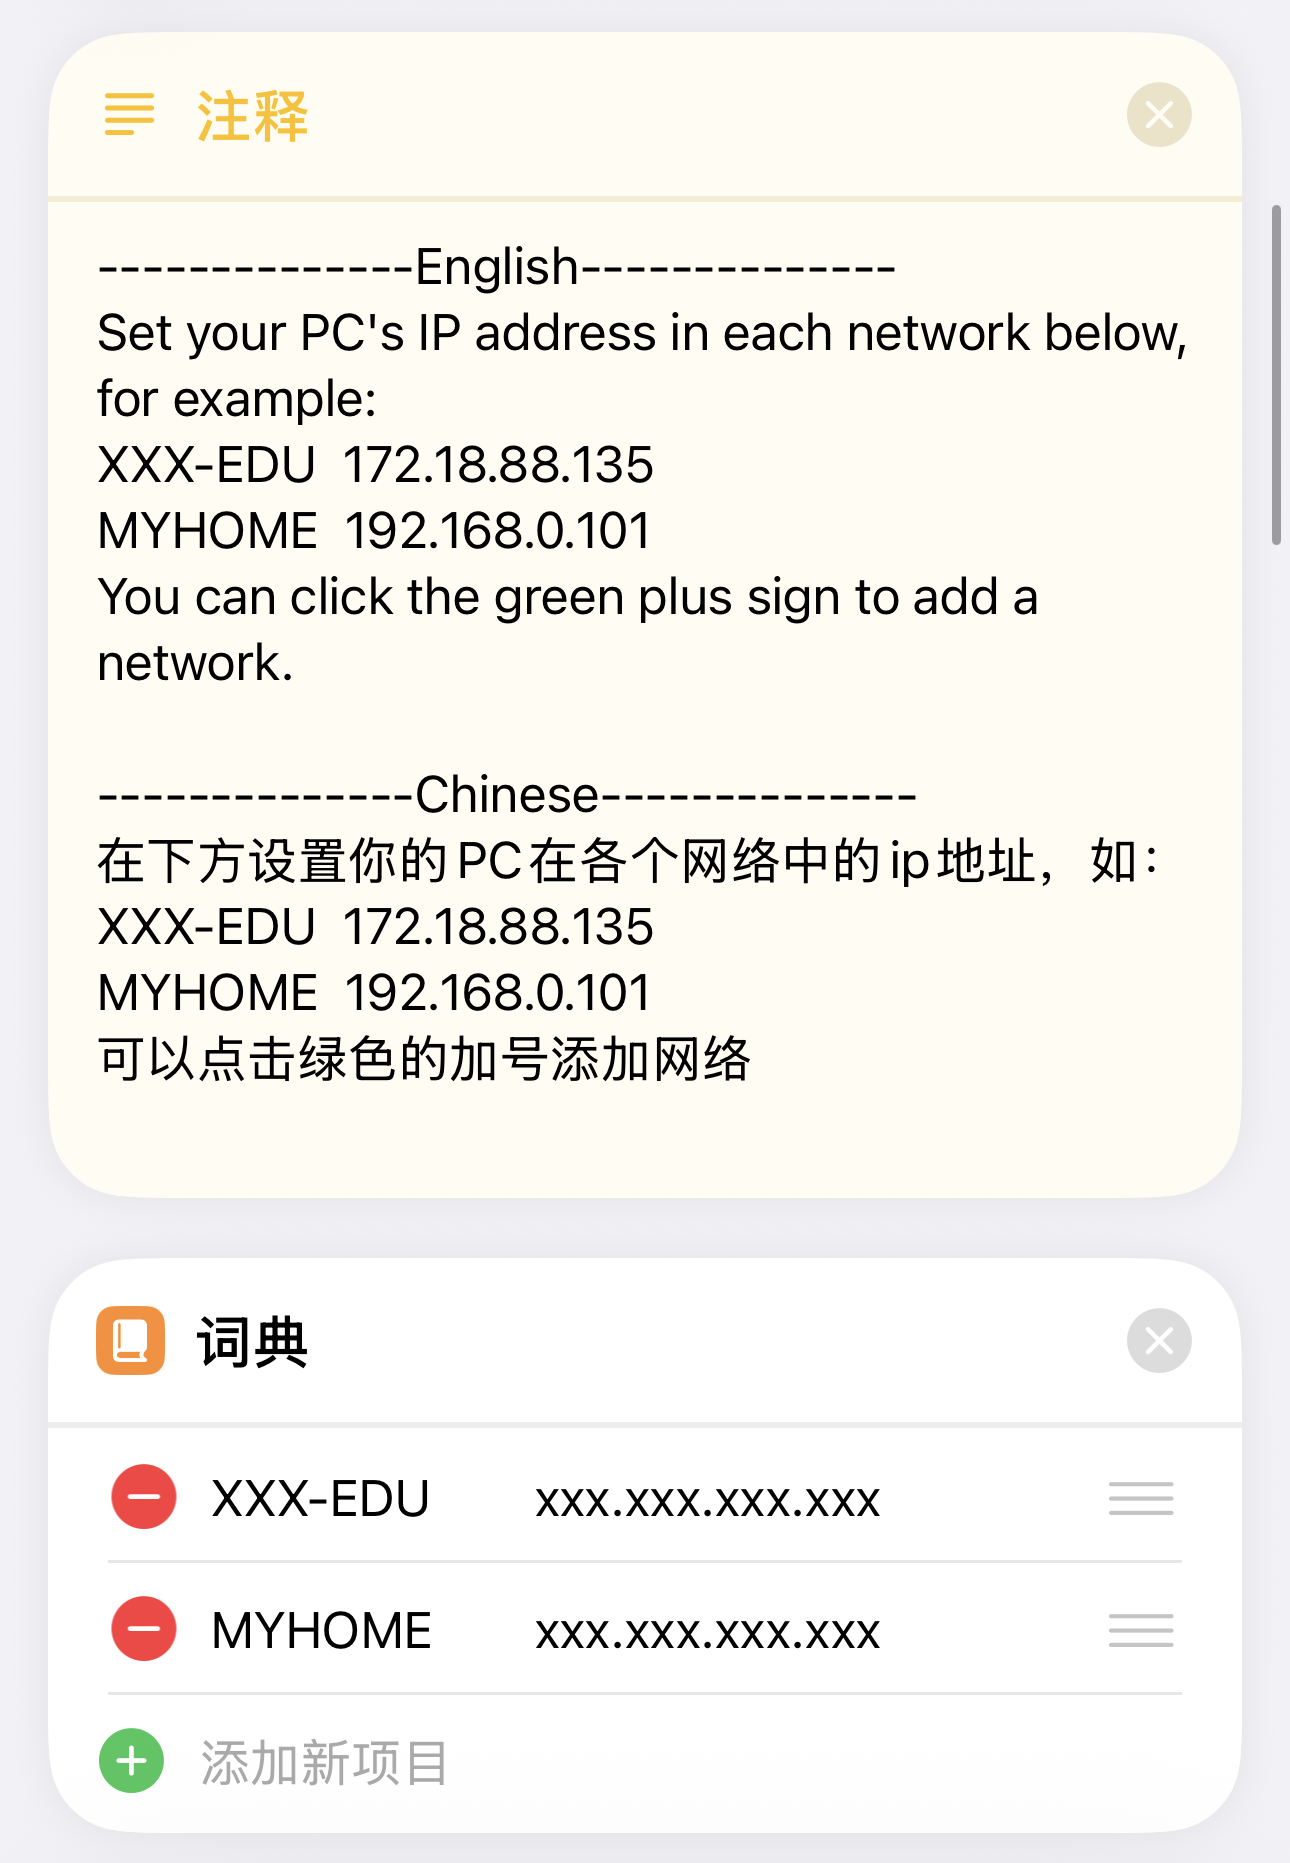 注释
--------------English--------------
Set your PC's IP address in each network below,
for example:
XXX-EDU  172.18.88.135
MYHOME  192.168.0.101
You can click the green plus sign to add a
network.
--------------Chinese--------------
在下方设置你的PC在各个网络中的ip地址，如：
XXX-EDU  172.18.88.135
MYHOME  192.168.0.101
可以点击绿色的加号添加网络
词典
XXX-EDU xxx.xxx.xxx.xxx
MYHOME xxx.xxx.xxx.xxx
添加新项目